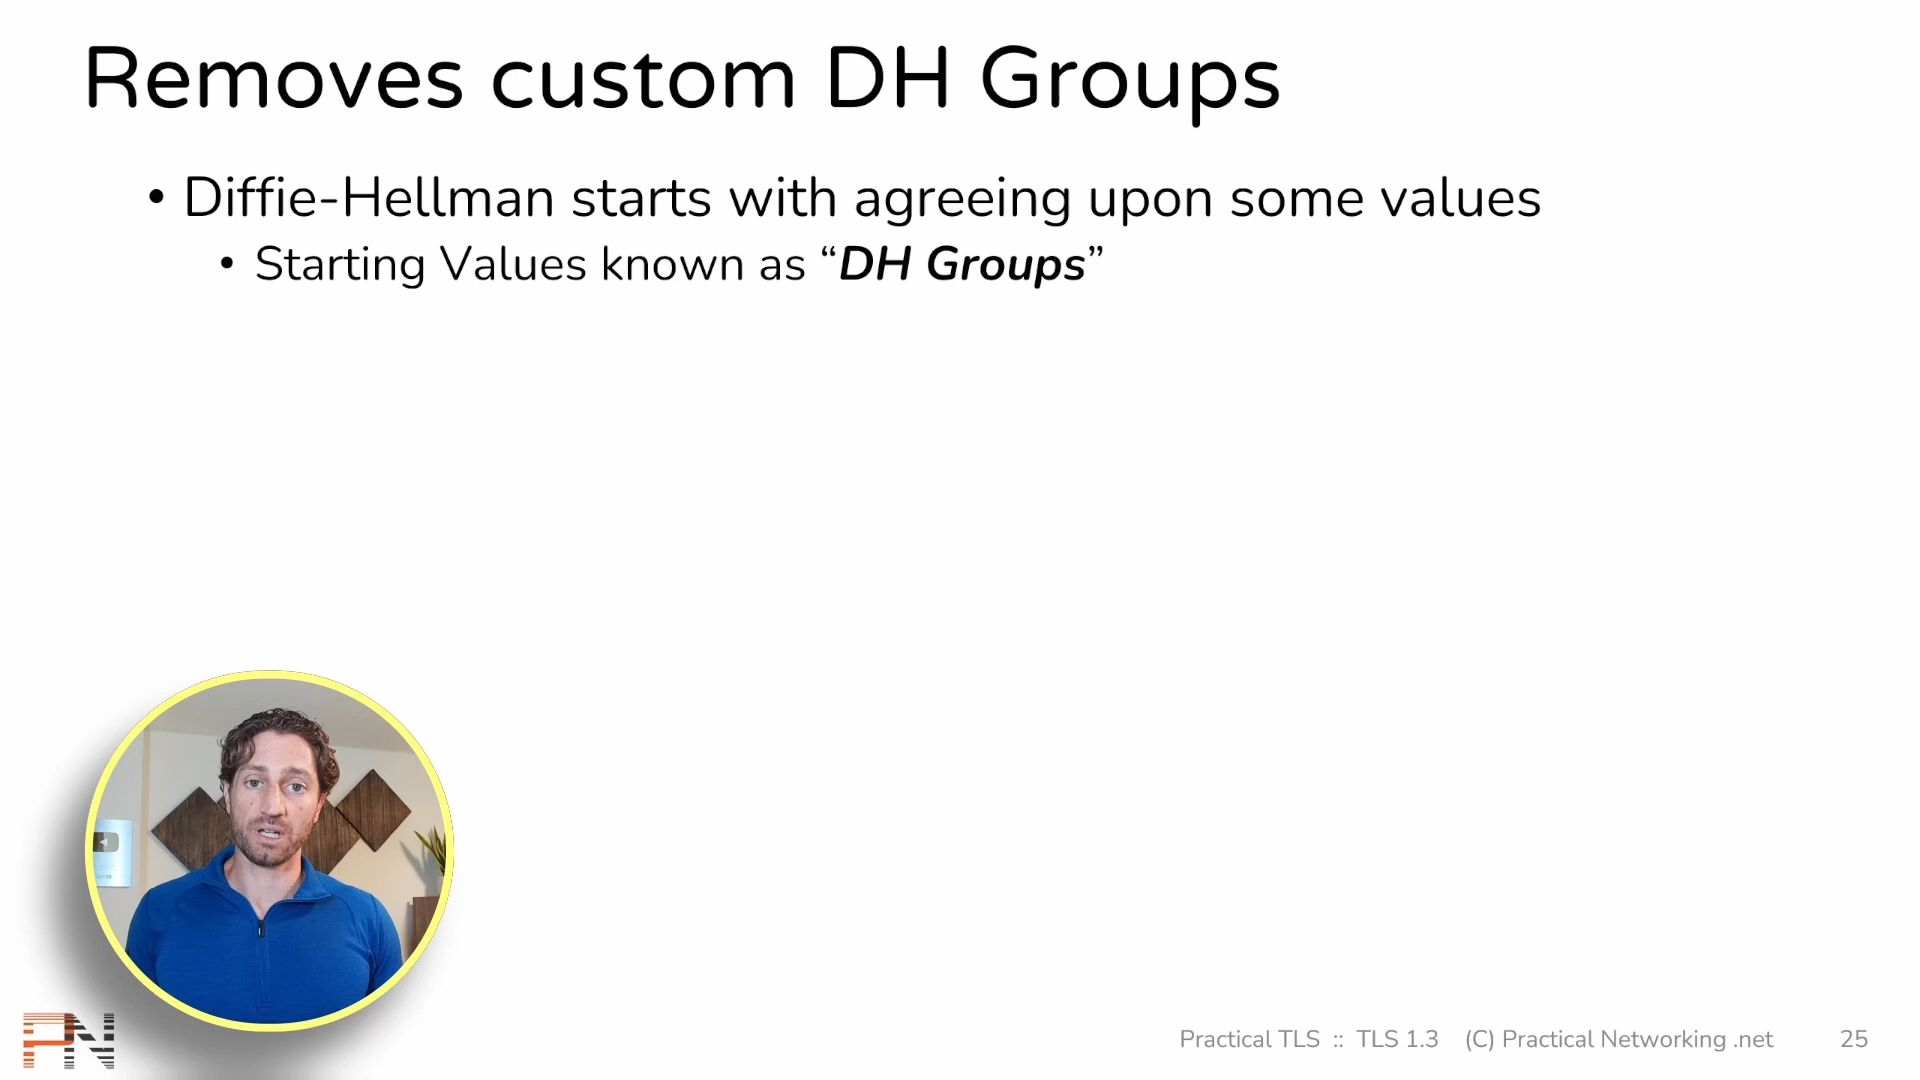 Removes custom DH Groups
• Diffie-Hellman starts with agreeing upon some values
• Starting Values known as “DH Groups”
PN
Practical TLS :: TLS 1.3 (C) Practical Networking .net 25